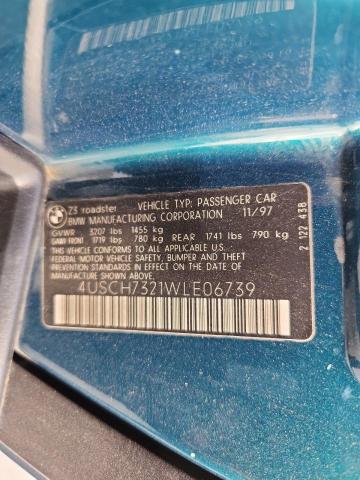 Z3 roadster VEHICLE TYP; PASSENGER CAR
BMW MANUFACTURING CORPORATION 11/97
GVWR 3207 lbs 1455 kg
GAWR FRONT 1719 lbs 780 kg REAR 1741 lbs 790 kg
THIS VEHICLE CONFORMS TO ALL APPLICABLE U.S.
FEDERAL MOTOR VEHICLE SAFETY, BUMPER AND THEFT
PREVENTION STANDARDS IN EFFECT ON THE DATE OF
MANUFACTURE SHOWN ABOVE.
4USCH7321WLE06739
2 122 438